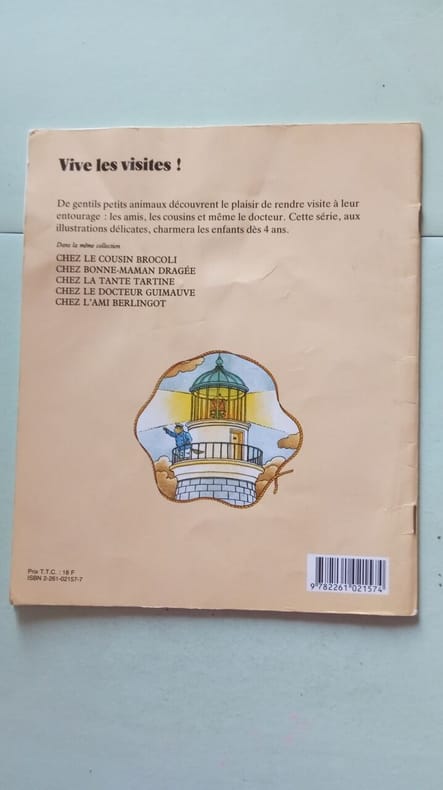 Vive les visites !
De gentils petits animaux découvrent le plaisir de rendre visite à leur
entourage : les amis, les cousins et même le docteur. Cette série, aux
illustrations délicates, charmera les enfants dès 4 ans.
Dans la même collection
CHEZ LE COUSIN BROCOLI
CHEZ BONNE-MAMAN DRAGÉE
CHEZ LA TANTE TARTINE
CHEZ LE DOCTEUR GUIMAUVE
CHEZ L'AMI BERLINGOT
Prix T.T.C. : 18 F
ISBN 2-261-02157-7
9 782261 021574